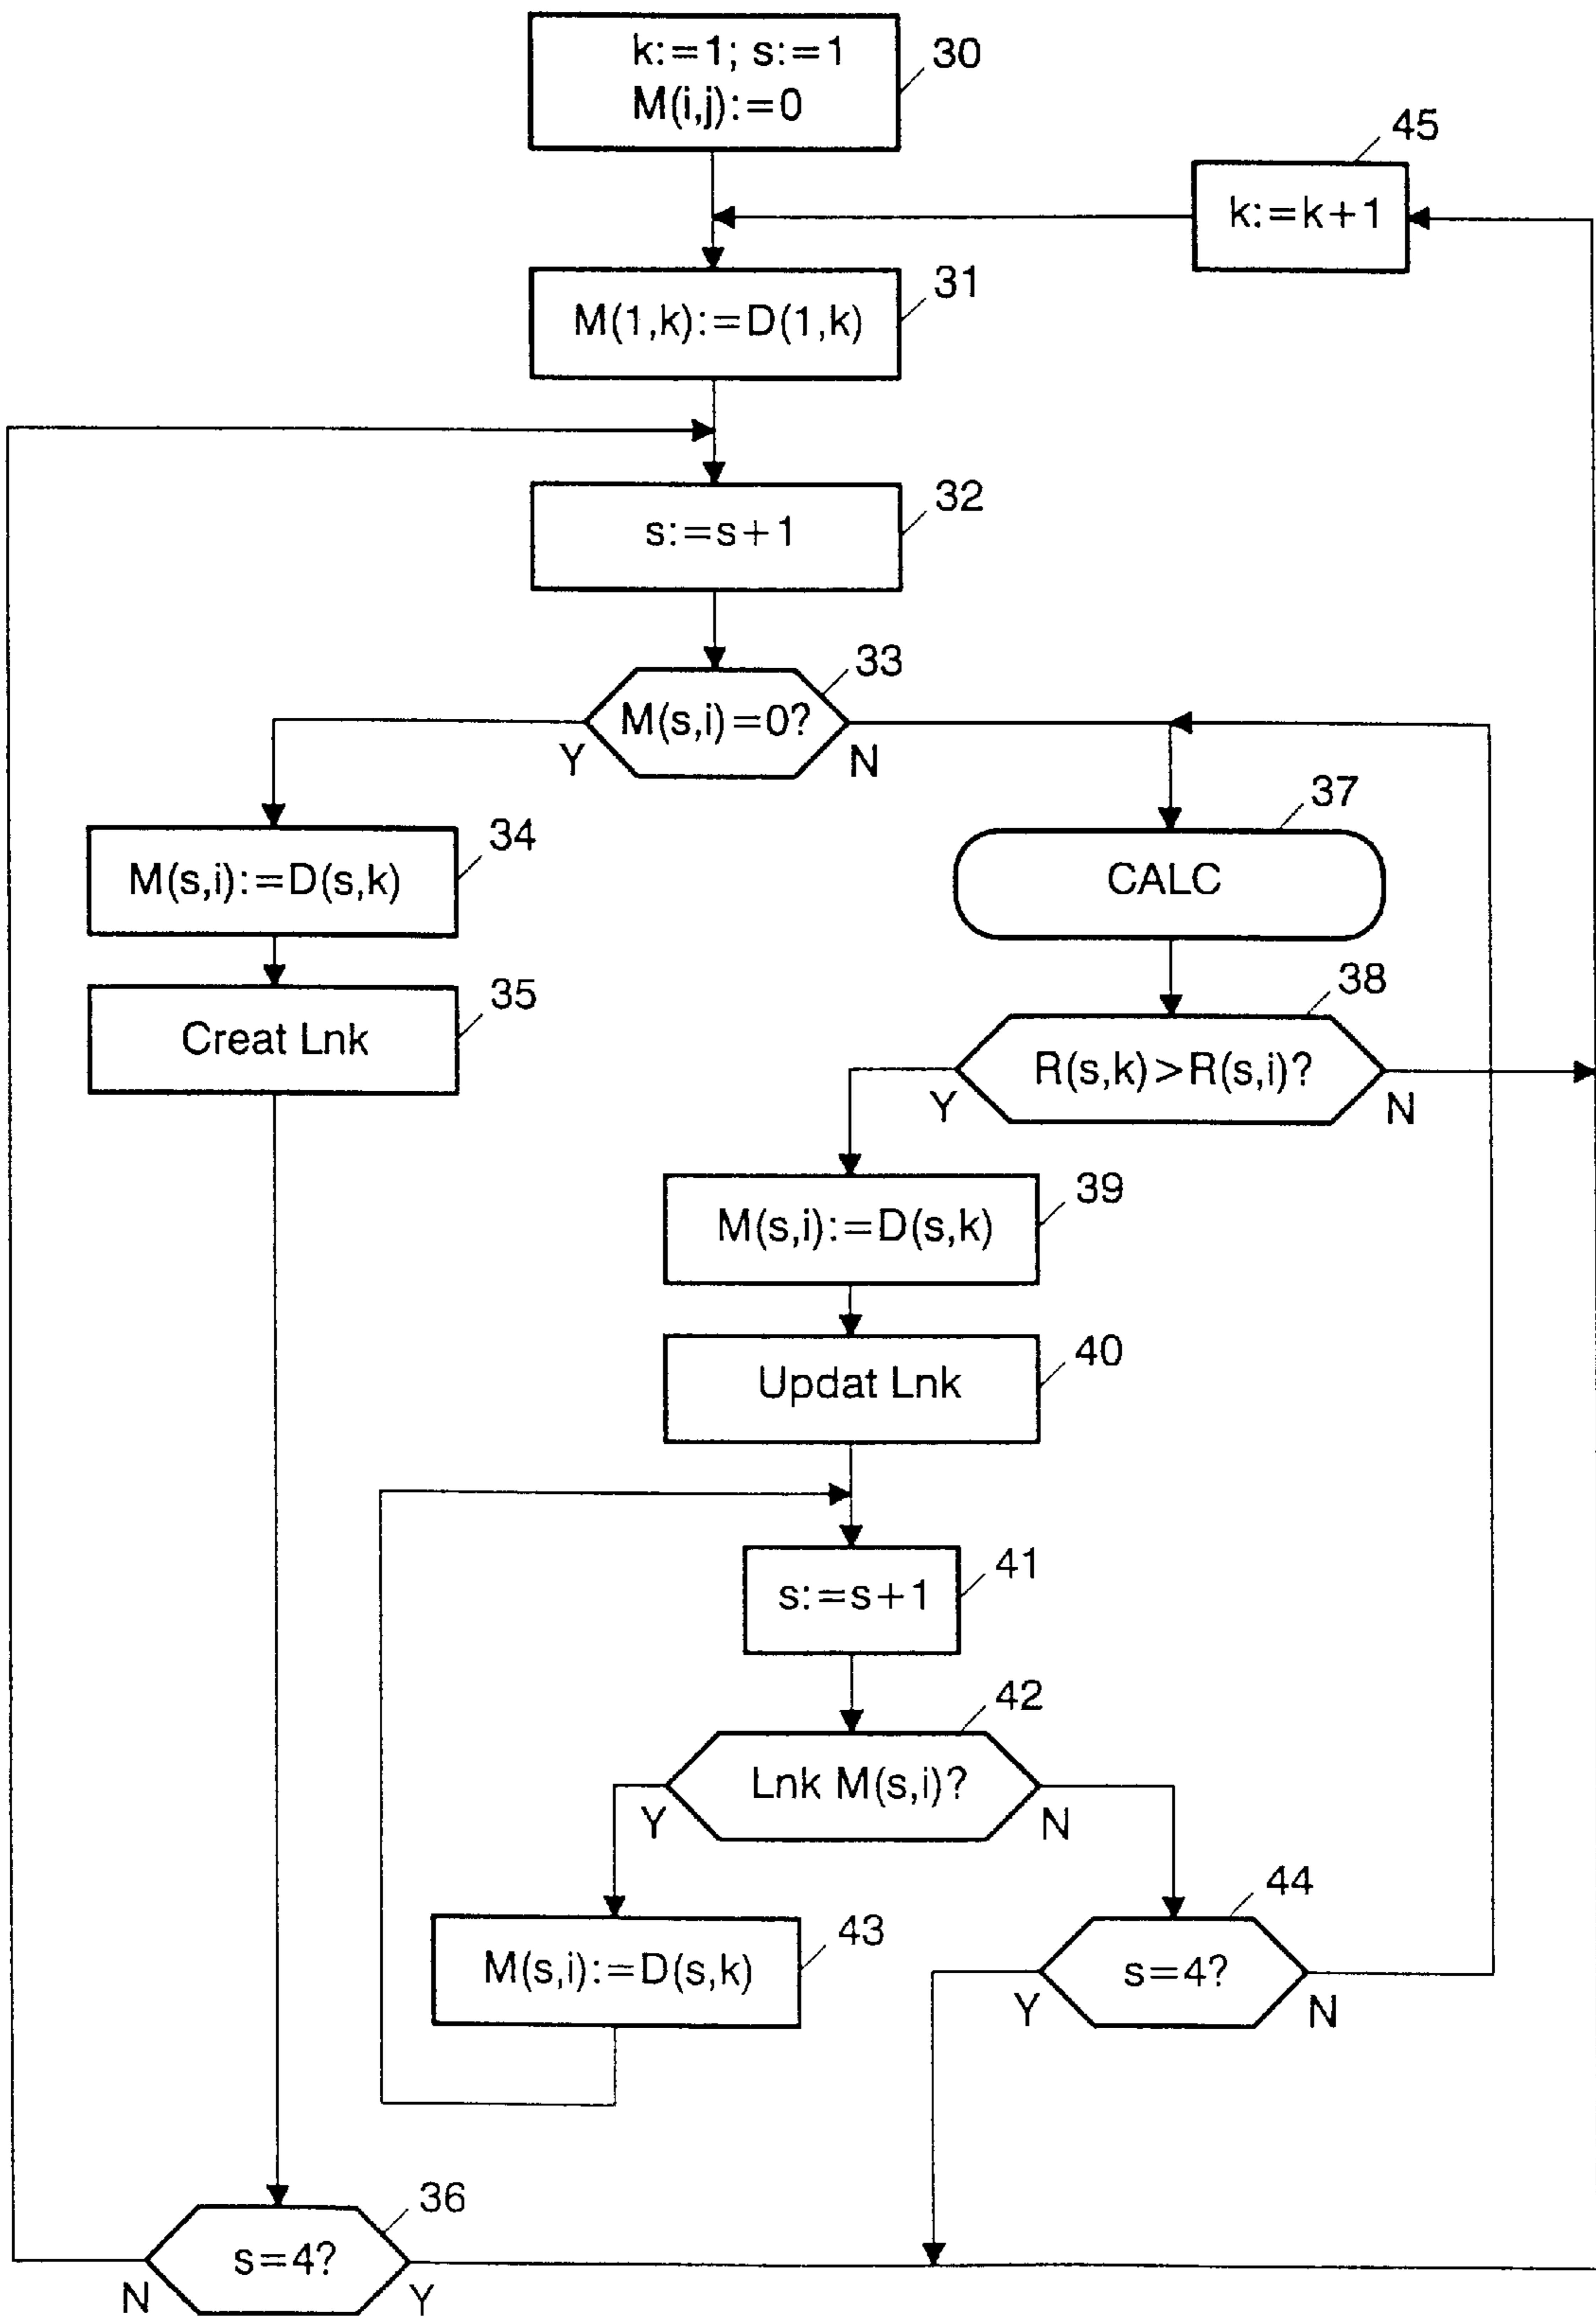 k:=1; s:=1
M(i,j):=0
30
45
k:=k+1
31
M(1,k):=D(1,k)
32
s:=s+1
33
M(s,i)=0?
Y
N
34
M(s,i):=D(s,k)
37
CALC
35
Creat Lnk
38
R(s,k)>R(s,i)?
Y
N
39
M(s,i):=D(s,k)
40
Updat Lnk
41
s:=s+1
42
Lnk M(s,i)?
Y
N
43
M(s,i):=D(s,k)
44
s=4?
Y
N
36
s=4?
N
Y